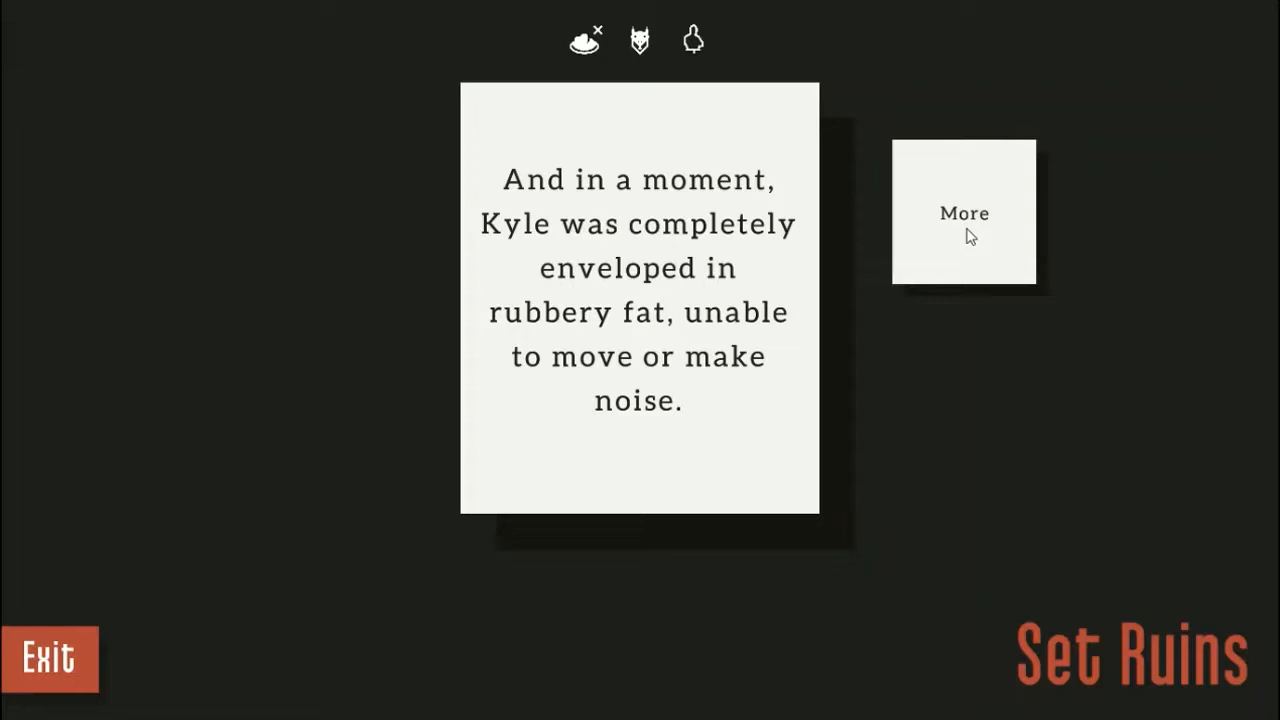 And in a moment,
Kyle was completely
enveloped in
rubbery fat, unable
to move or make
noise.
More
Exit
Set Ruins